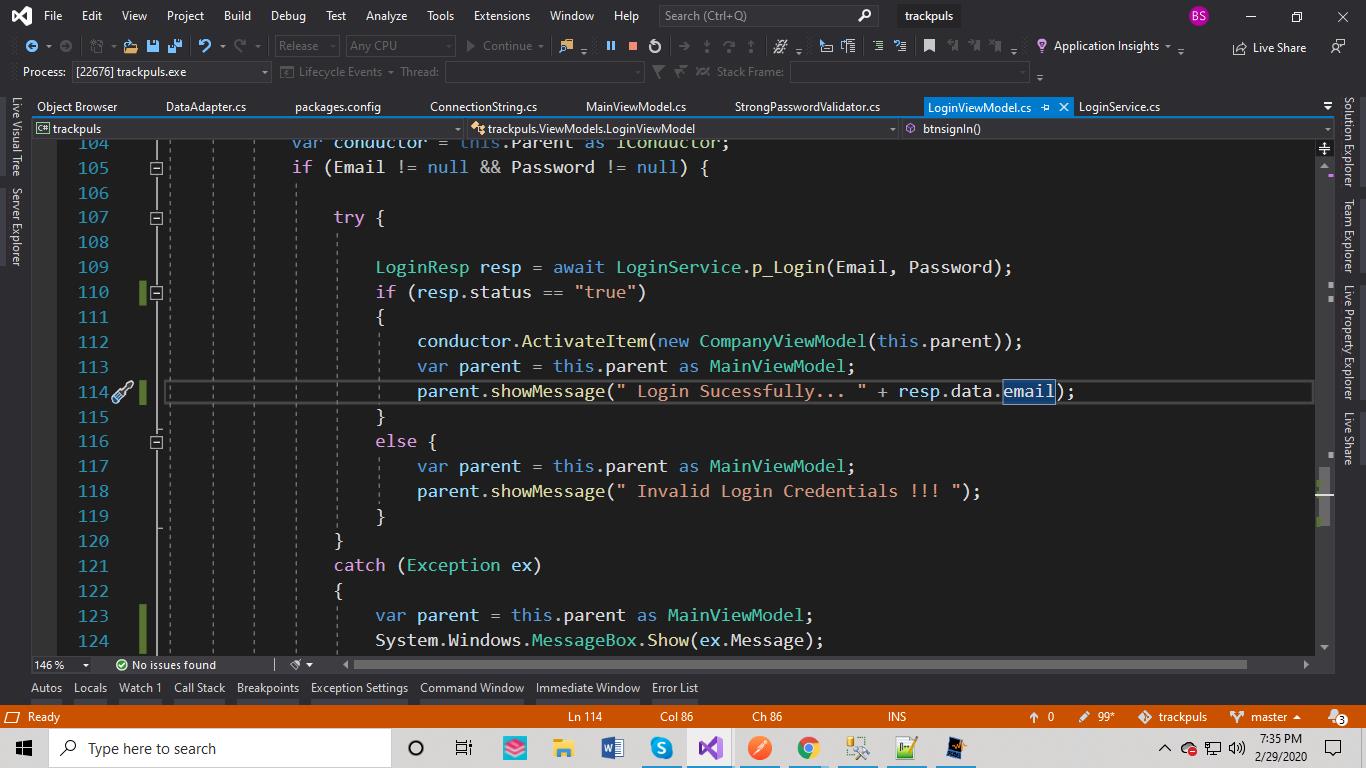 File Edit View Project Build Debug Test Analyze Tools Extensions Window Help Search (Ctrl+Q) trackpuls BS
Release Any CPU Continue Application Insights Live Share
Process: [22676] trackpuls.exe Lifecycle Events Thread: Stack Frame:
Object Browser DataAdapter.cs packages.config ConnectionString.cs MainViewModel.cs StrongPasswordValidator.cs LoginViewModel.cs LoginService.cs
trackpuls trackpuls.ViewModels.LoginViewModel btnsignIn()
Live Visual Tree
Server Explorer
104 var conductor = this.Parent as IConductor;
105 if (Email != null && Password != null) {
106
107 try {
108
109 LoginResp resp = await LoginService.p_Login(Email, Password);
110 if (resp.status == "true")
111 {
112 conductor.ActivateItem(new CompanyViewModel(this.parent));
113 var parent = this.parent as MainViewModel;
114 parent.showMessage(" Login Sucessfully... " + resp.data.email);
115 }
116 else {
117 var parent = this.parent as MainViewModel;
118 parent.showMessage(" Invalid Login Credentials !!! ");
119 }
120 }
121 catch (Exception ex)
122 {
123 var parent = this.parent as MainViewModel;
124 System.Windows.MessageBox.Show(ex.Message);
Solution Explorer
Team Explorer
Live Property Explorer
Live Share
146 % No issues found
Autos Locals Watch 1 Call Stack Breakpoints Exception Settings Command Window Immediate Window Error List
Ready Ln 114 Col 86 Ch 86 INS 0 99* trackpuls master 3
Type here to search
7:35 PM
2/29/2020